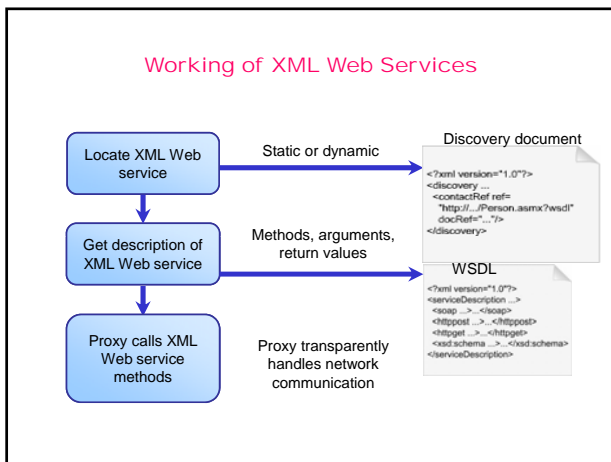 Working of XML Web Services
Locate XML Web
service
Static or dynamic
Discovery document
<?xml version="1.0"?>
<discovery ...
<contactRef ref=
"http://.../Person.asmx?wsdl"
docRef="..."/>
</discovery>
Get description of
XML Web service
Methods, arguments,
return values
WSDL
<?xml version="1.0"?>
<serviceDescription ...>
<soap ...>...</soap>
<httppost ...>...</httppost>
<httpget ...>...</httpget>
<xsd:schema ...>...</xsd:schema>
</serviceDescription>
Proxy calls XML
Web service
methods
Proxy transparently
handles network
communication